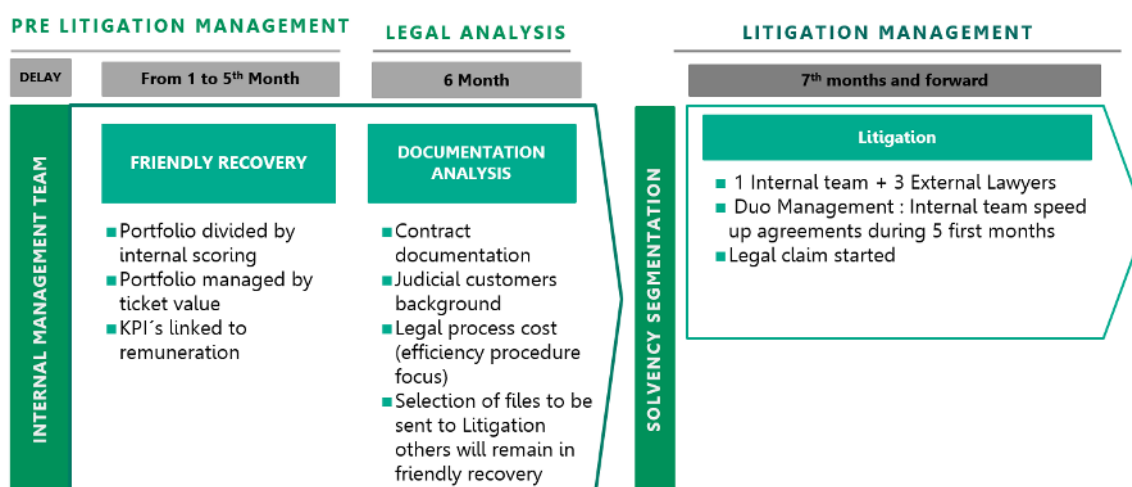 PRE LITIGATION MANAGEMENT
LEGAL ANALYSIS
LITIGATION MANAGEMENT
DELAY
From 1 to 5th Month
6 Month
7th months and forward
INTERNAL MANAGEMENT TEAM
FRIENDLY RECOVERY
■ Portfolio divided by
internal scoring
■ Portfolio managed by
ticket value
■ KPI´s linked to
remuneration
DOCUMENTATION
ANALYSIS
■ Contract
documentation
■ Judicial customers
background
■ Legal process cost
(efficiency procedure
focus)
■ Selection of files to be
sent to Litigation
others will remain in
friendly recovery
SOLVENCY SEGMENTATION
Litigation
■ 1 Internal team + 3 External Lawyers
■ Duo Management : Internal team speed
up agreements during 5 first months
■ Legal claim started